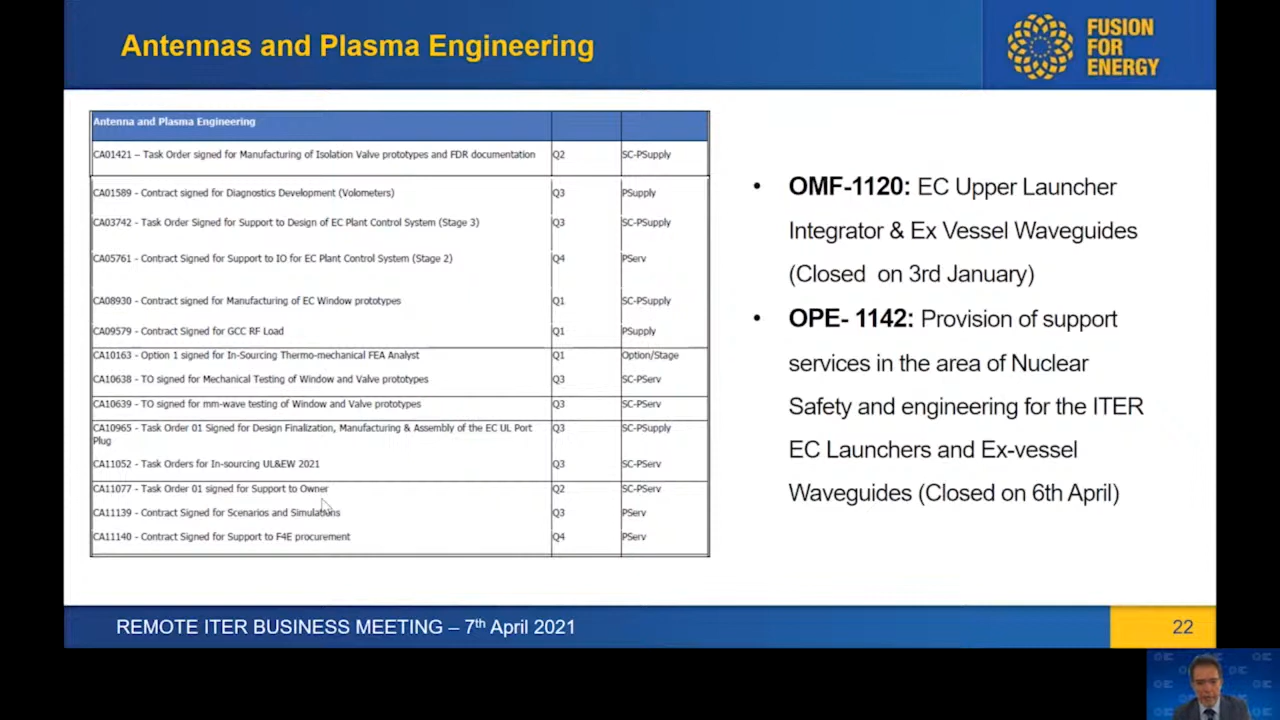 Antennas and Plasma Engineering
FUSION
FOR
ENERGY
Antenna and Plasma Engineering
CA01421 – Task Order signed for Manufacturing of Isolation Valve prototypes and FDR documentation Q2 SC-PSupply
CA01589 - Contract signed for Diagnostics Development (Volometers) Q3 PSupply
CA03742 - Task Order Signed for Support to Design of EC Plant Control System (Stage 3) Q3 SC-PSupply
CA05761 - Contract Signed for Support to IO for EC Plant Control System (Stage 2) Q4 PServ
CA08930 - Contract signed for Manufacturing of EC Window prototypes Q1 SC-PSupply
CA09579 - Contract Signed for GCC RF Load Q1 PSupply
CA10163 - Option 1 signed for In-Sourcing Thermo-mechanical FEA Analyst Q1 Option/Stage
CA10638 - TO signed for Mechanical Testing of Window and Valve prototypes Q3 SC-PServ
CA10639 - TO signed for mm-wave testing of Window and Valve prototypes Q3 SC-PServ
CA10965 - Task Order 01 Signed for Design Finalization, Manufacturing & Assembly of the EC UL Port Q3 SC-PSupply
Plug
CA11052 - Task Orders for In-sourcing UL&EW 2021 Q3 SC-PServ
CA11077 - Task Order 01 signed for Support to Owner Q2 SC-PServ
CA11139 - Contract Signed for Scenarios and Simulations Q3 PServ
CA11140 - Contract Signed for Support to F4E procurement Q4 PServ
• OMF-1120: EC Upper Launcher
Integrator & Ex Vessel Waveguides
(Closed on 3rd January)
• OPE- 1142: Provision of support
services in the area of Nuclear
Safety and engineering for the ITER
EC Launchers and Ex-vessel
Waveguides (Closed on 6th April)
REMOTE ITER BUSINESS MEETING – 7th April 2021
22